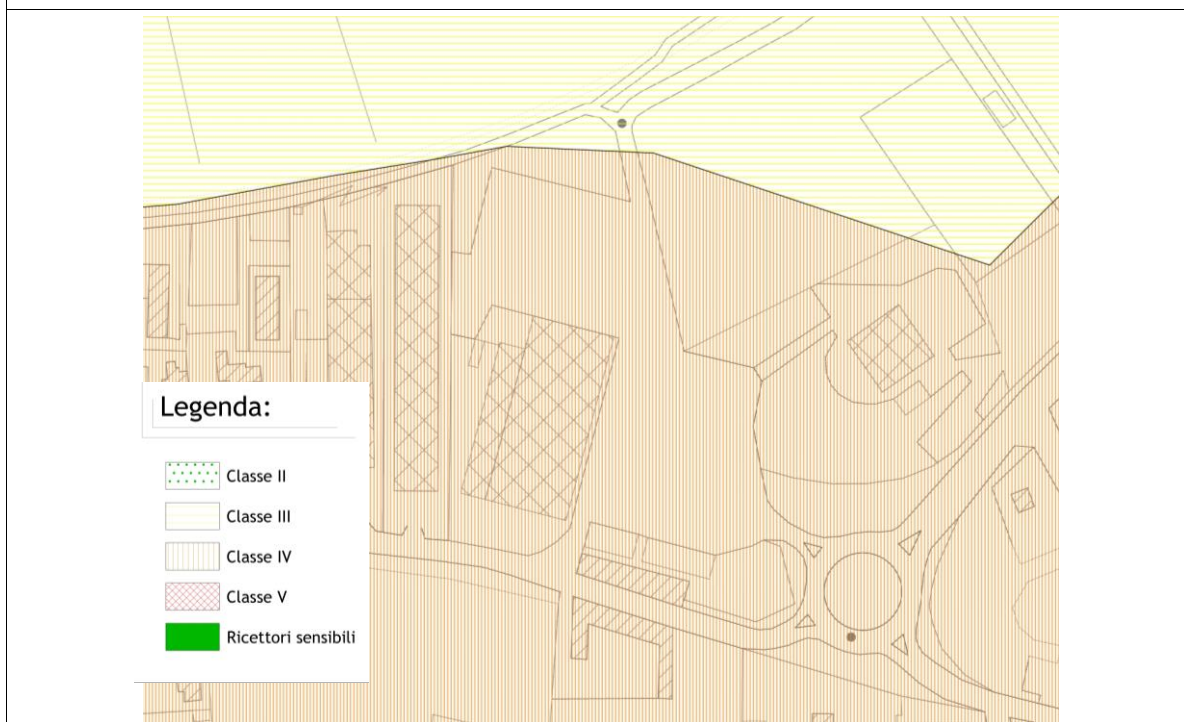 Legenda:
Classe II
Classe III
Classe IV
Classe V
Ricettori sensibili